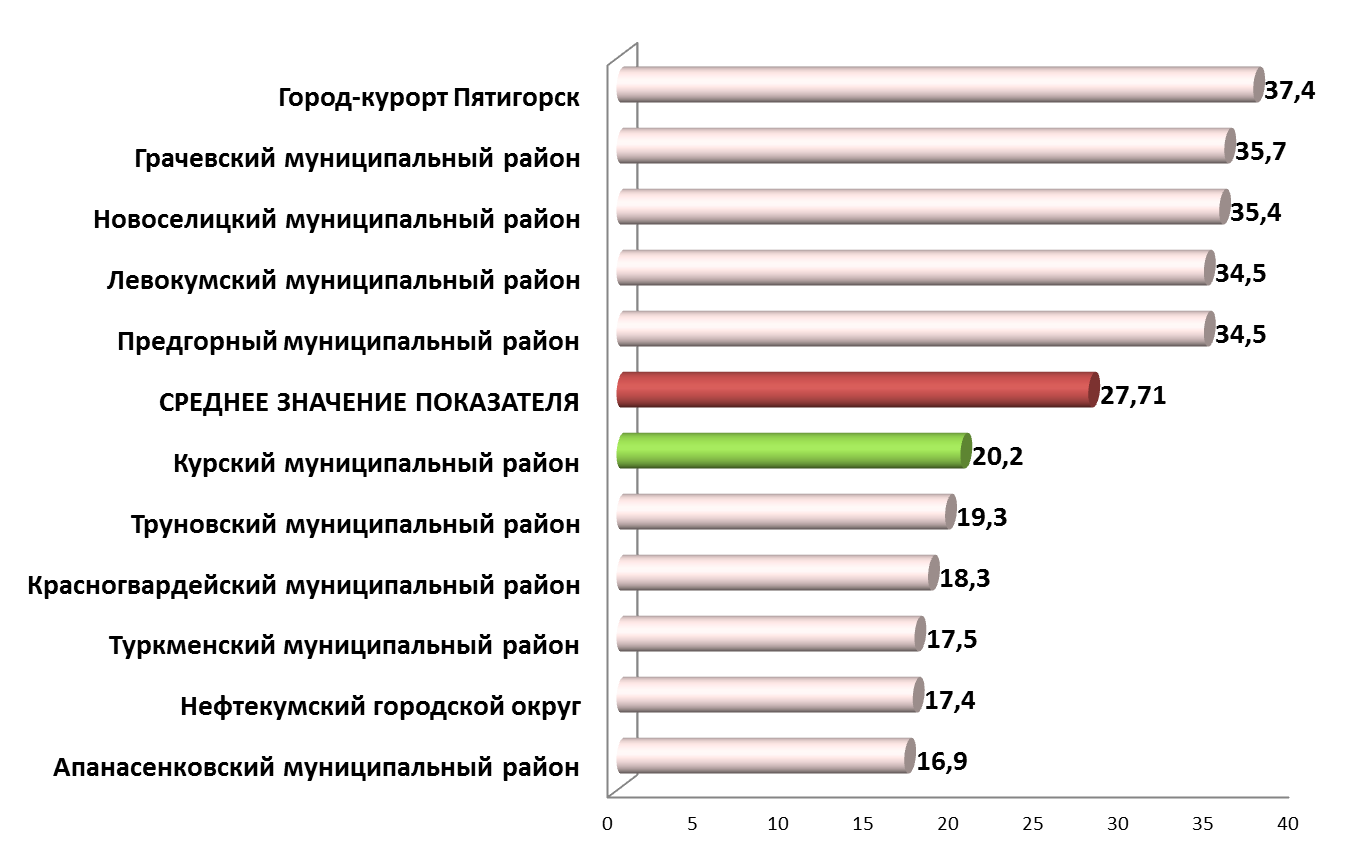 Город-курорт Пятигорск 37,4
Грачевский муниципальный район 35,7
Новоселицкий муниципальный район 35,4
Левокумский муниципальный район 34,5
Предгорный муниципальный район 34,5
СРЕДНЕЕ ЗНАЧЕНИЕ ПОКАЗАТЕЛЯ 27,71
Курский муниципальный район 20,2
Труновский муниципальный район 19,3
Красногвардейский муниципальный район 18,3
Туркменский муниципальный район 17,5
Нефтекумский городской округ 17,4
Апанасенковский муниципальный район 16,9
0 5 10 15 20 25 30 35 40